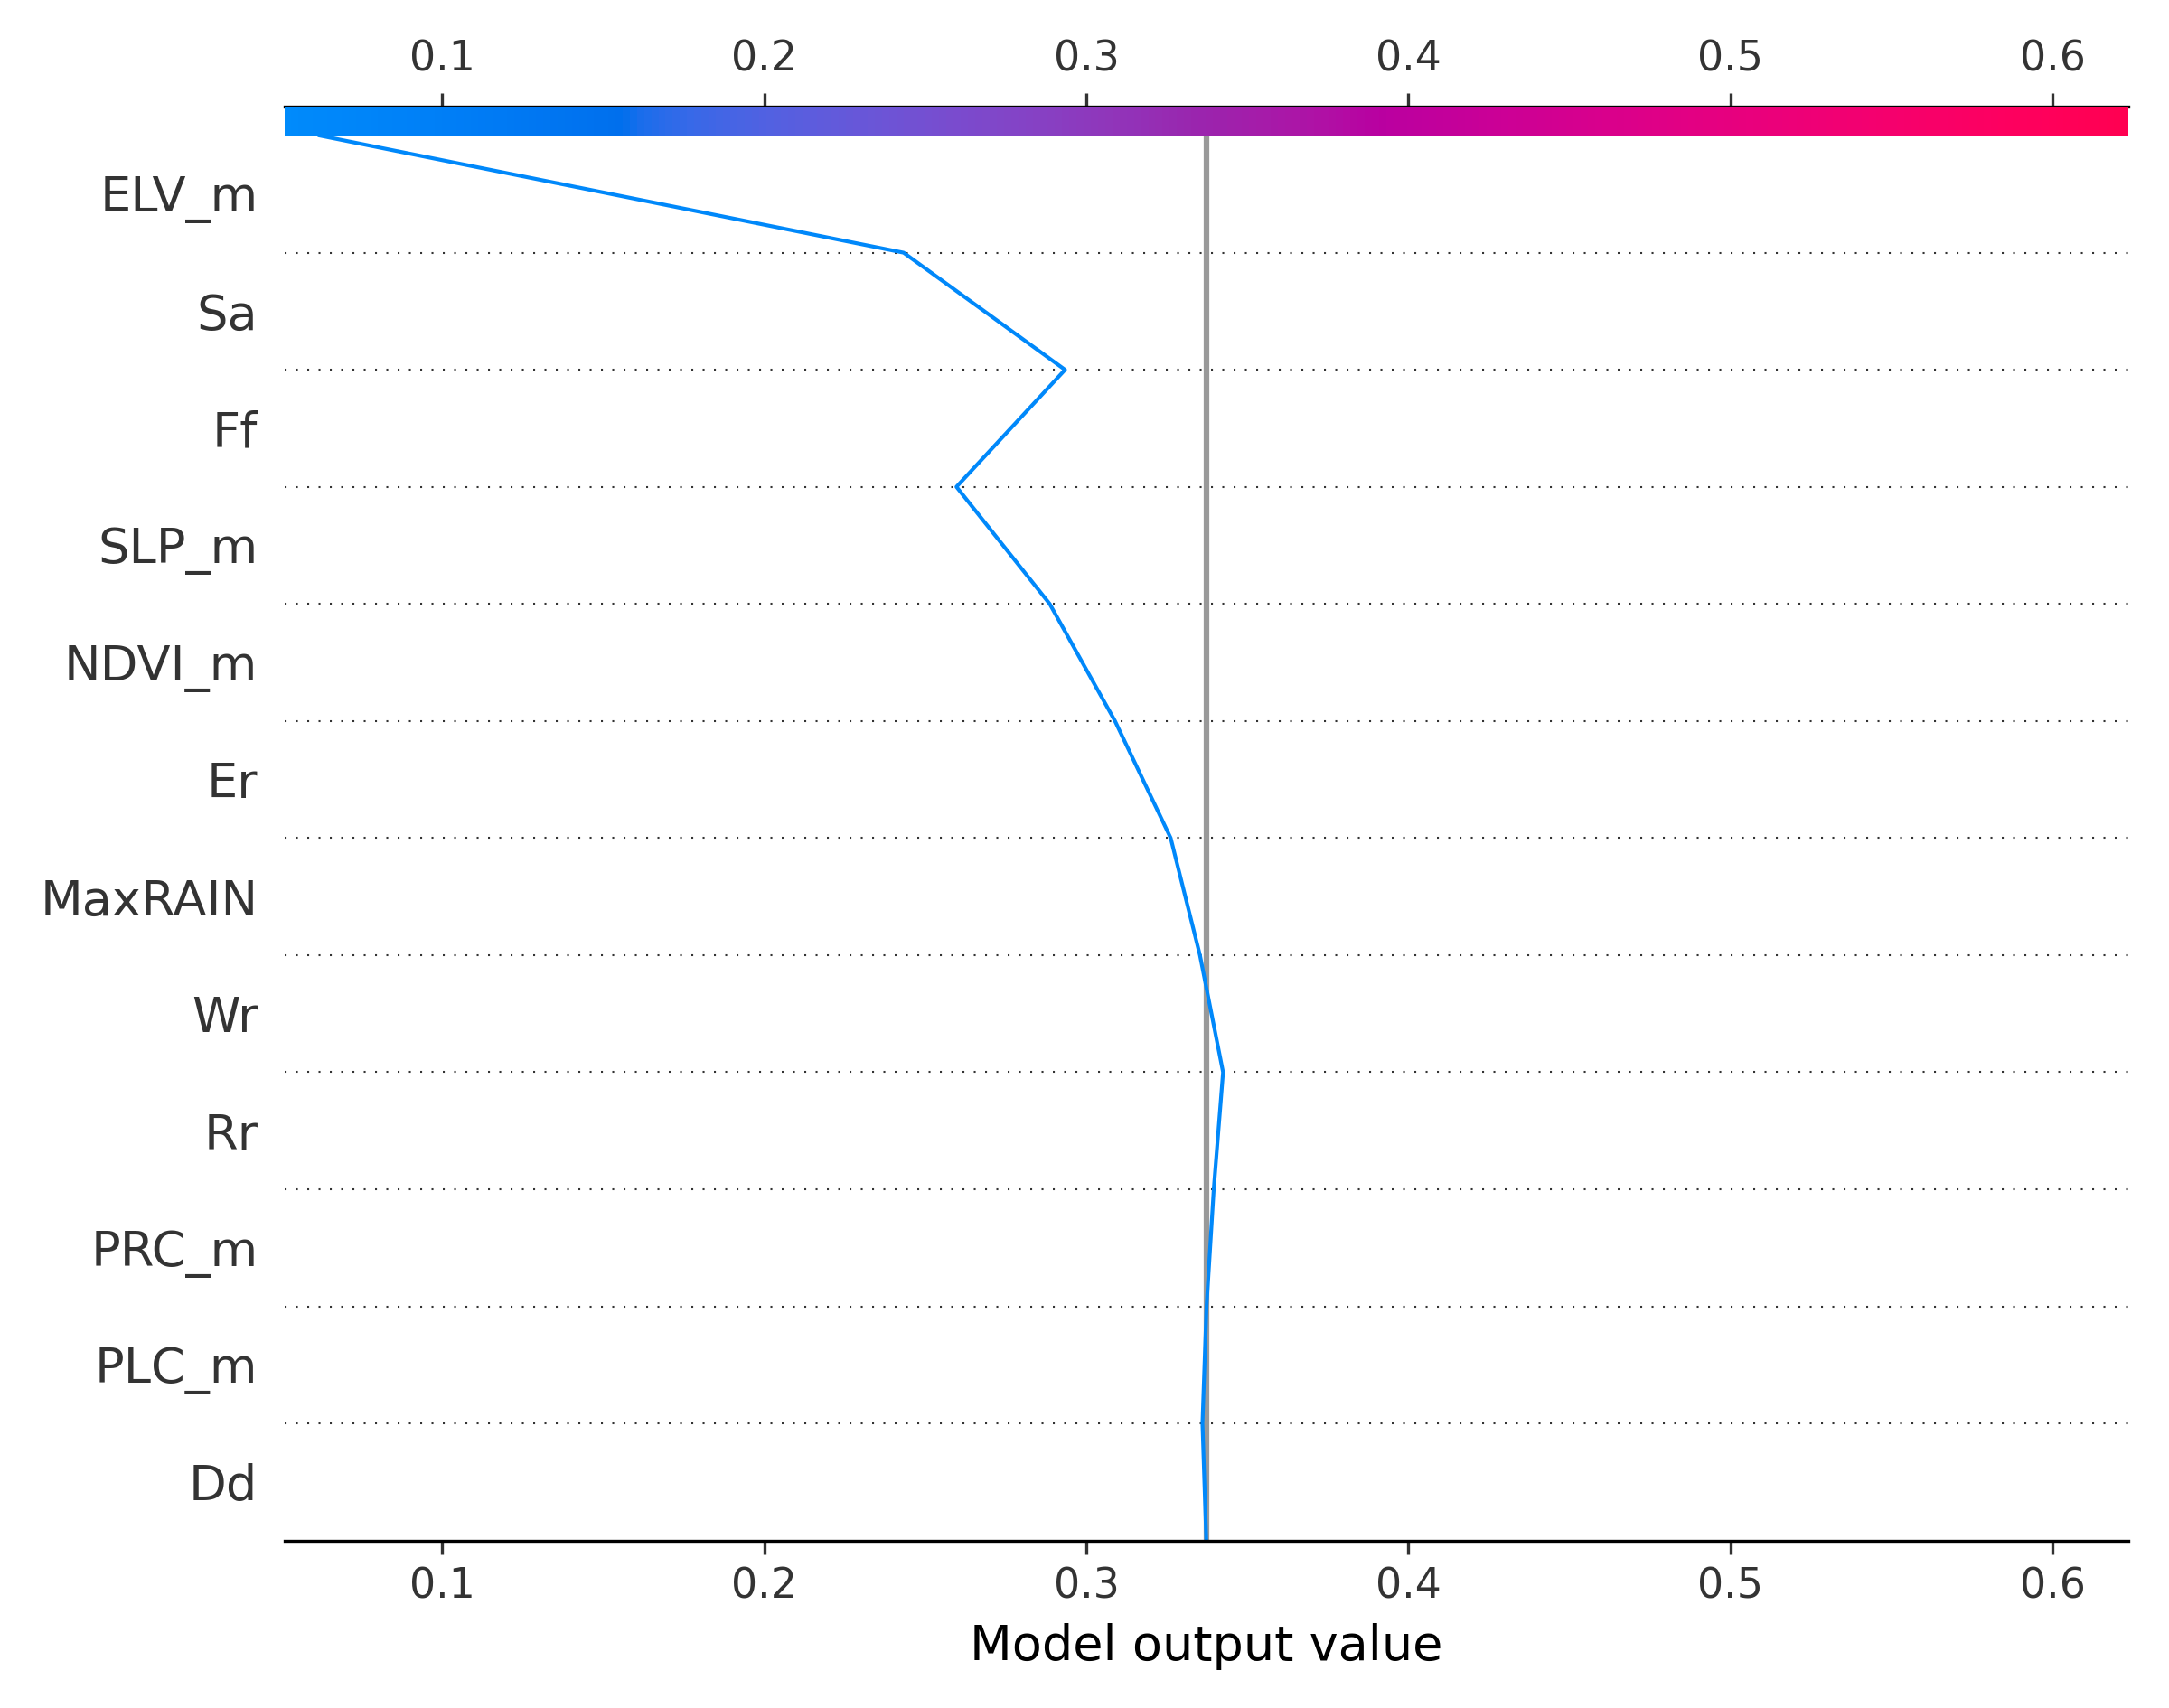 0.1 0.2 0.3 0.4 0.5 0.6
ELV_m
Sa
Ff
SLP_m
NDVI_m
Er
MaxRAIN
Wr
Rr
PRC_m
PLC_m
Dd
0.1 0.2 0.3 0.4 0.5 0.6
Model output value